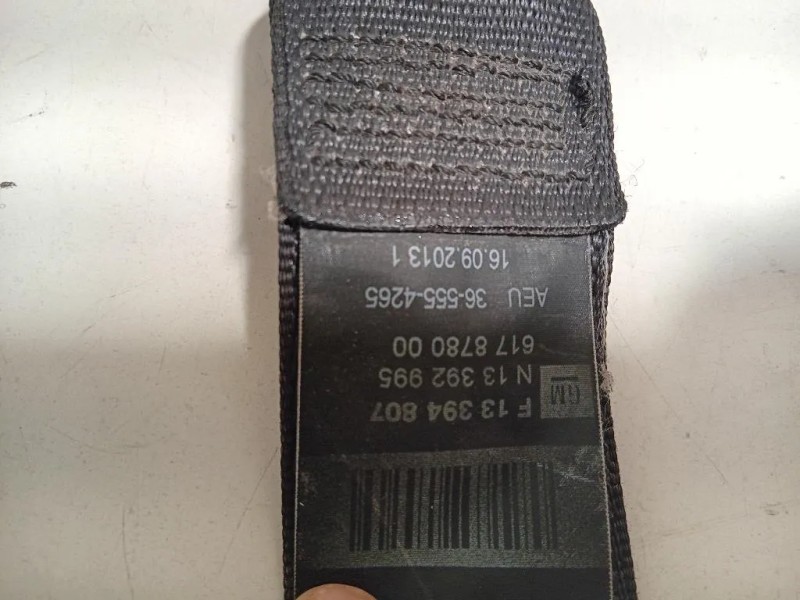 GM
F 13 394 807
N 13 392 995
617 8780 00
AEU 36-555-4265
16.09.2013 1